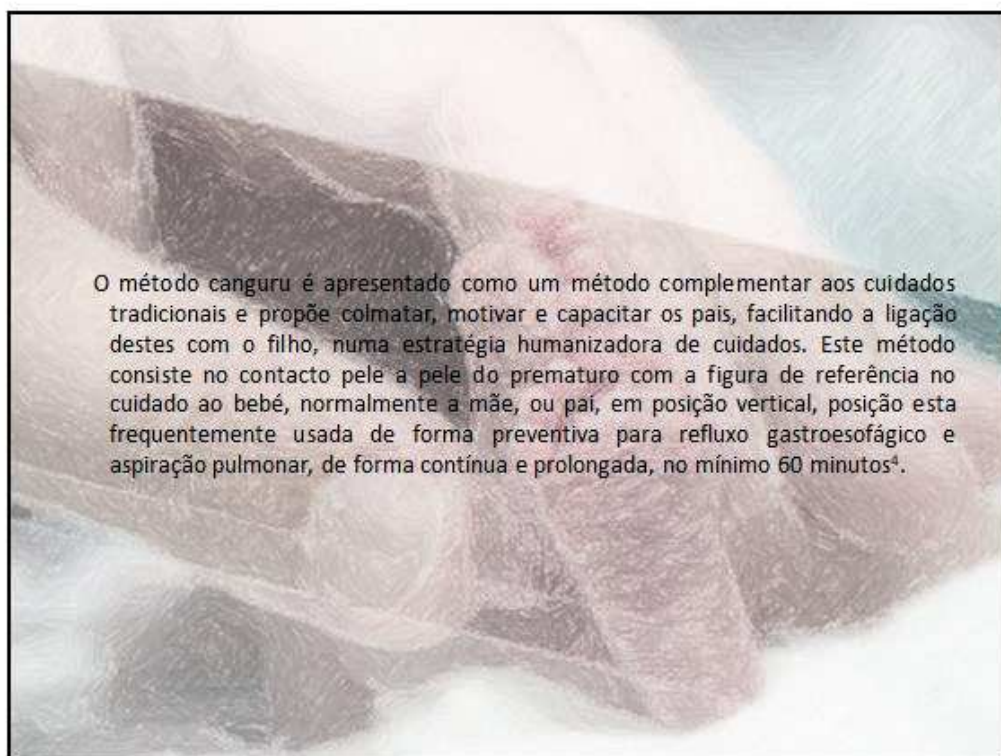 O método canguru é apresentado como um método complementar aos cuidados
tradicionais e propõe colmatar, motivar e capacitar os pais, facilitando a ligação
destes com o filho, numa estratégia humanizadora de cuidados. Este método
consiste no contacto pele a pele do prematuro com a figura de referência no
cuidado ao bebé, normalmente a mãe, ou pai, em posição vertical, posição esta
frequentemente usada de forma preventiva para refluxo gastroesofágico e
aspiração pulmonar, de forma contínua e prolongada, no mínimo 60 minutos⁴.